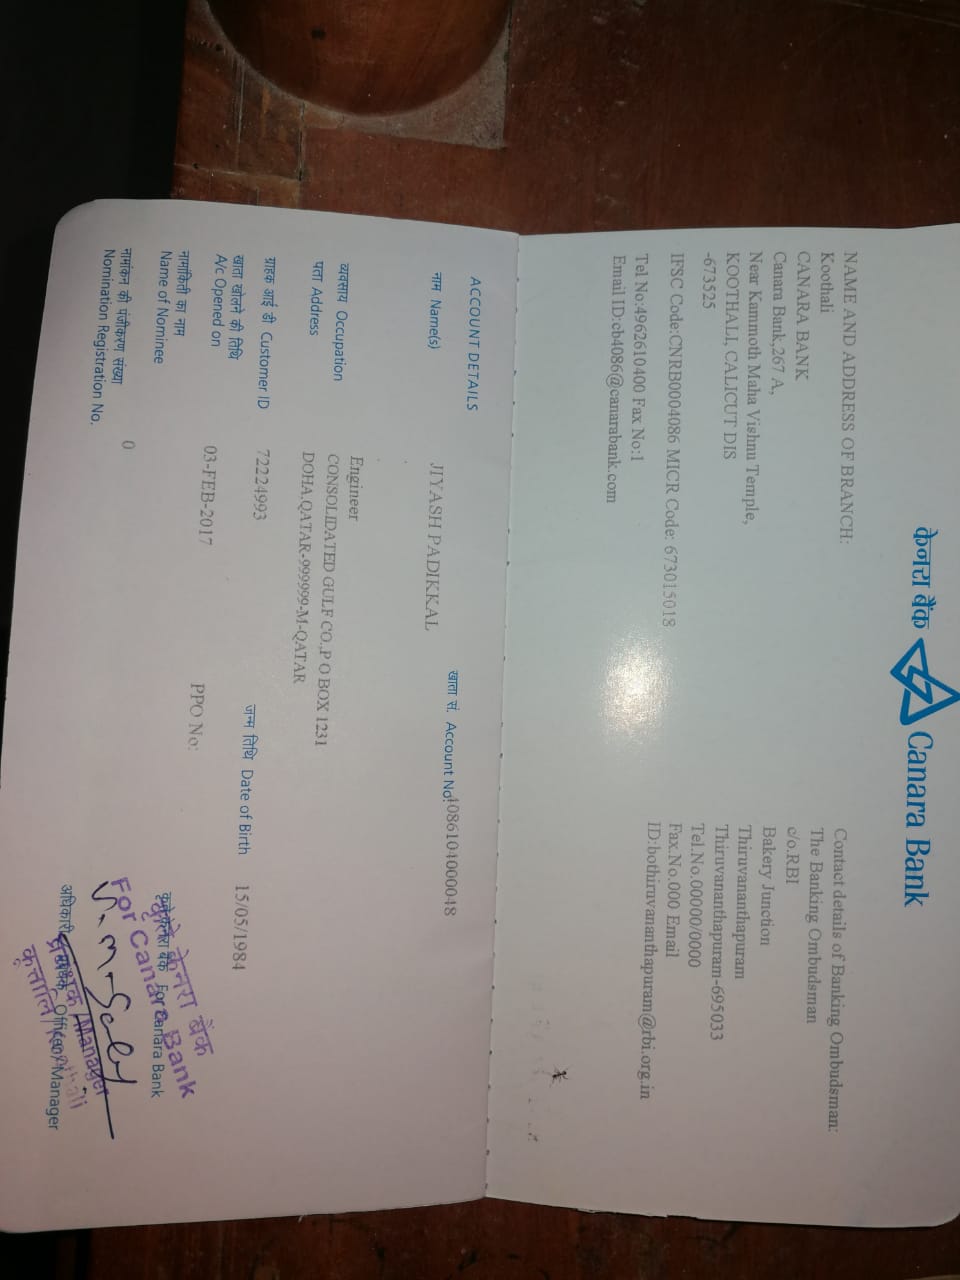 केनरा बैंक Canara Bank
NAME AND ADDRESS OF BRANCH:
Koothali
CANARA BANK
Canara Bank,267 A,
Near Kammoth Maha Vishnu Temple,
KOOTHALI, CALICUT DIS
-673525
IFSC Code:CNRB0004086 MICR Code: 673015018
Tel No:4962610400 Fax No:1
Email ID:cb4086@canarabank.com
Contact details of Banking Ombudsman:
The Banking Ombudsman
c/o.RBI
Bakery Junction
Thiruvananthapuram
Thiruvananthapuram-695033
Tel.No.00000/0000
Fax.No.000 Email
ID:bothiruvananthapuram@rbi.org.in
ACCOUNT DETAILS
खाता सं. Account No. 4086104000048
नाम Name(s) JIYASH PADIKKAL
व्यवसाय Occupation Engineer
पता Address CONSOLIDATED GULF CO.,P O BOX 1231
DOHA,QATAR-999999-M-QATAR
ग्राहक आई डी Customer ID 72224993
जन्म तिथि Date of Birth 15/05/1984
खाता खोलने की तिथि
A/c Opened on 03-FEB-2017
PPO No:
नामांकिती का नाम
Name of Nominee
नामांकन की पंजीकरण संख्या 0
Nomination Registration No.
कृते केनरा बैंक For Canara Bank
कृते केनरा बैंक
For Canara Bank
Manager
अधिकारी Officer/Manager